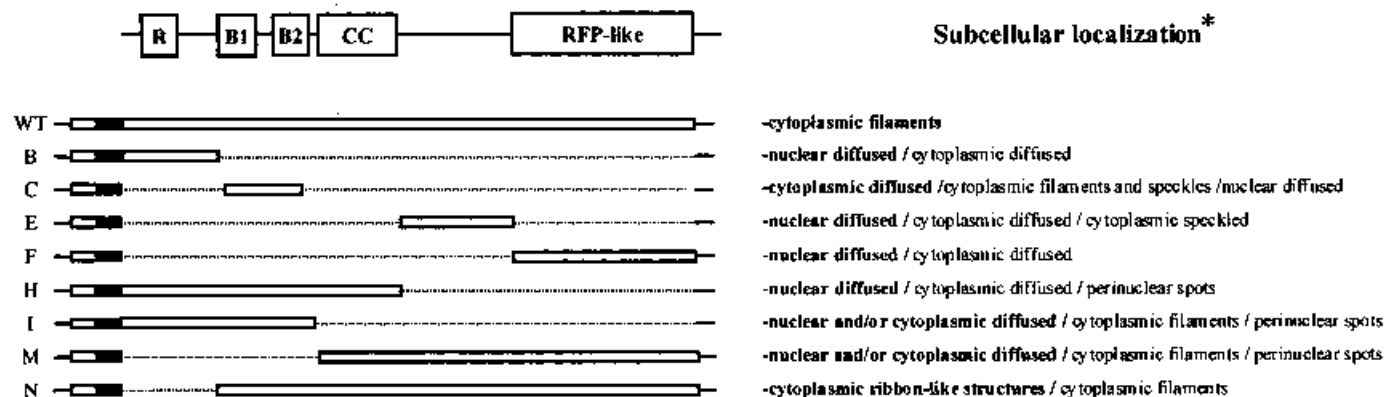 R B1 B2 CC RFP-like Subcellular localization*
WT -cytoplasmic filaments
B -nuclear diffused / cytoplasmic diffused
C -cytoplasmic diffused /cytoplasmic filaments and speckles /nuclear diffused
E -nuclear diffused / cytoplasmic diffused / cytoplasmic speckled
F -nuclear diffused / cytoplasmic diffused
H -nuclear diffused / cytoplasmic diffused / perinuclear spots
I -nuclear and/or cytoplasmic diffused / cytoplasmic filaments / perinuclear spots
M -nuclear and/or cytoplasmic diffused / cytoplasmic filaments / perinuclear spots
N -cytoplasmic ribbon-like structures / cytoplasmic filaments